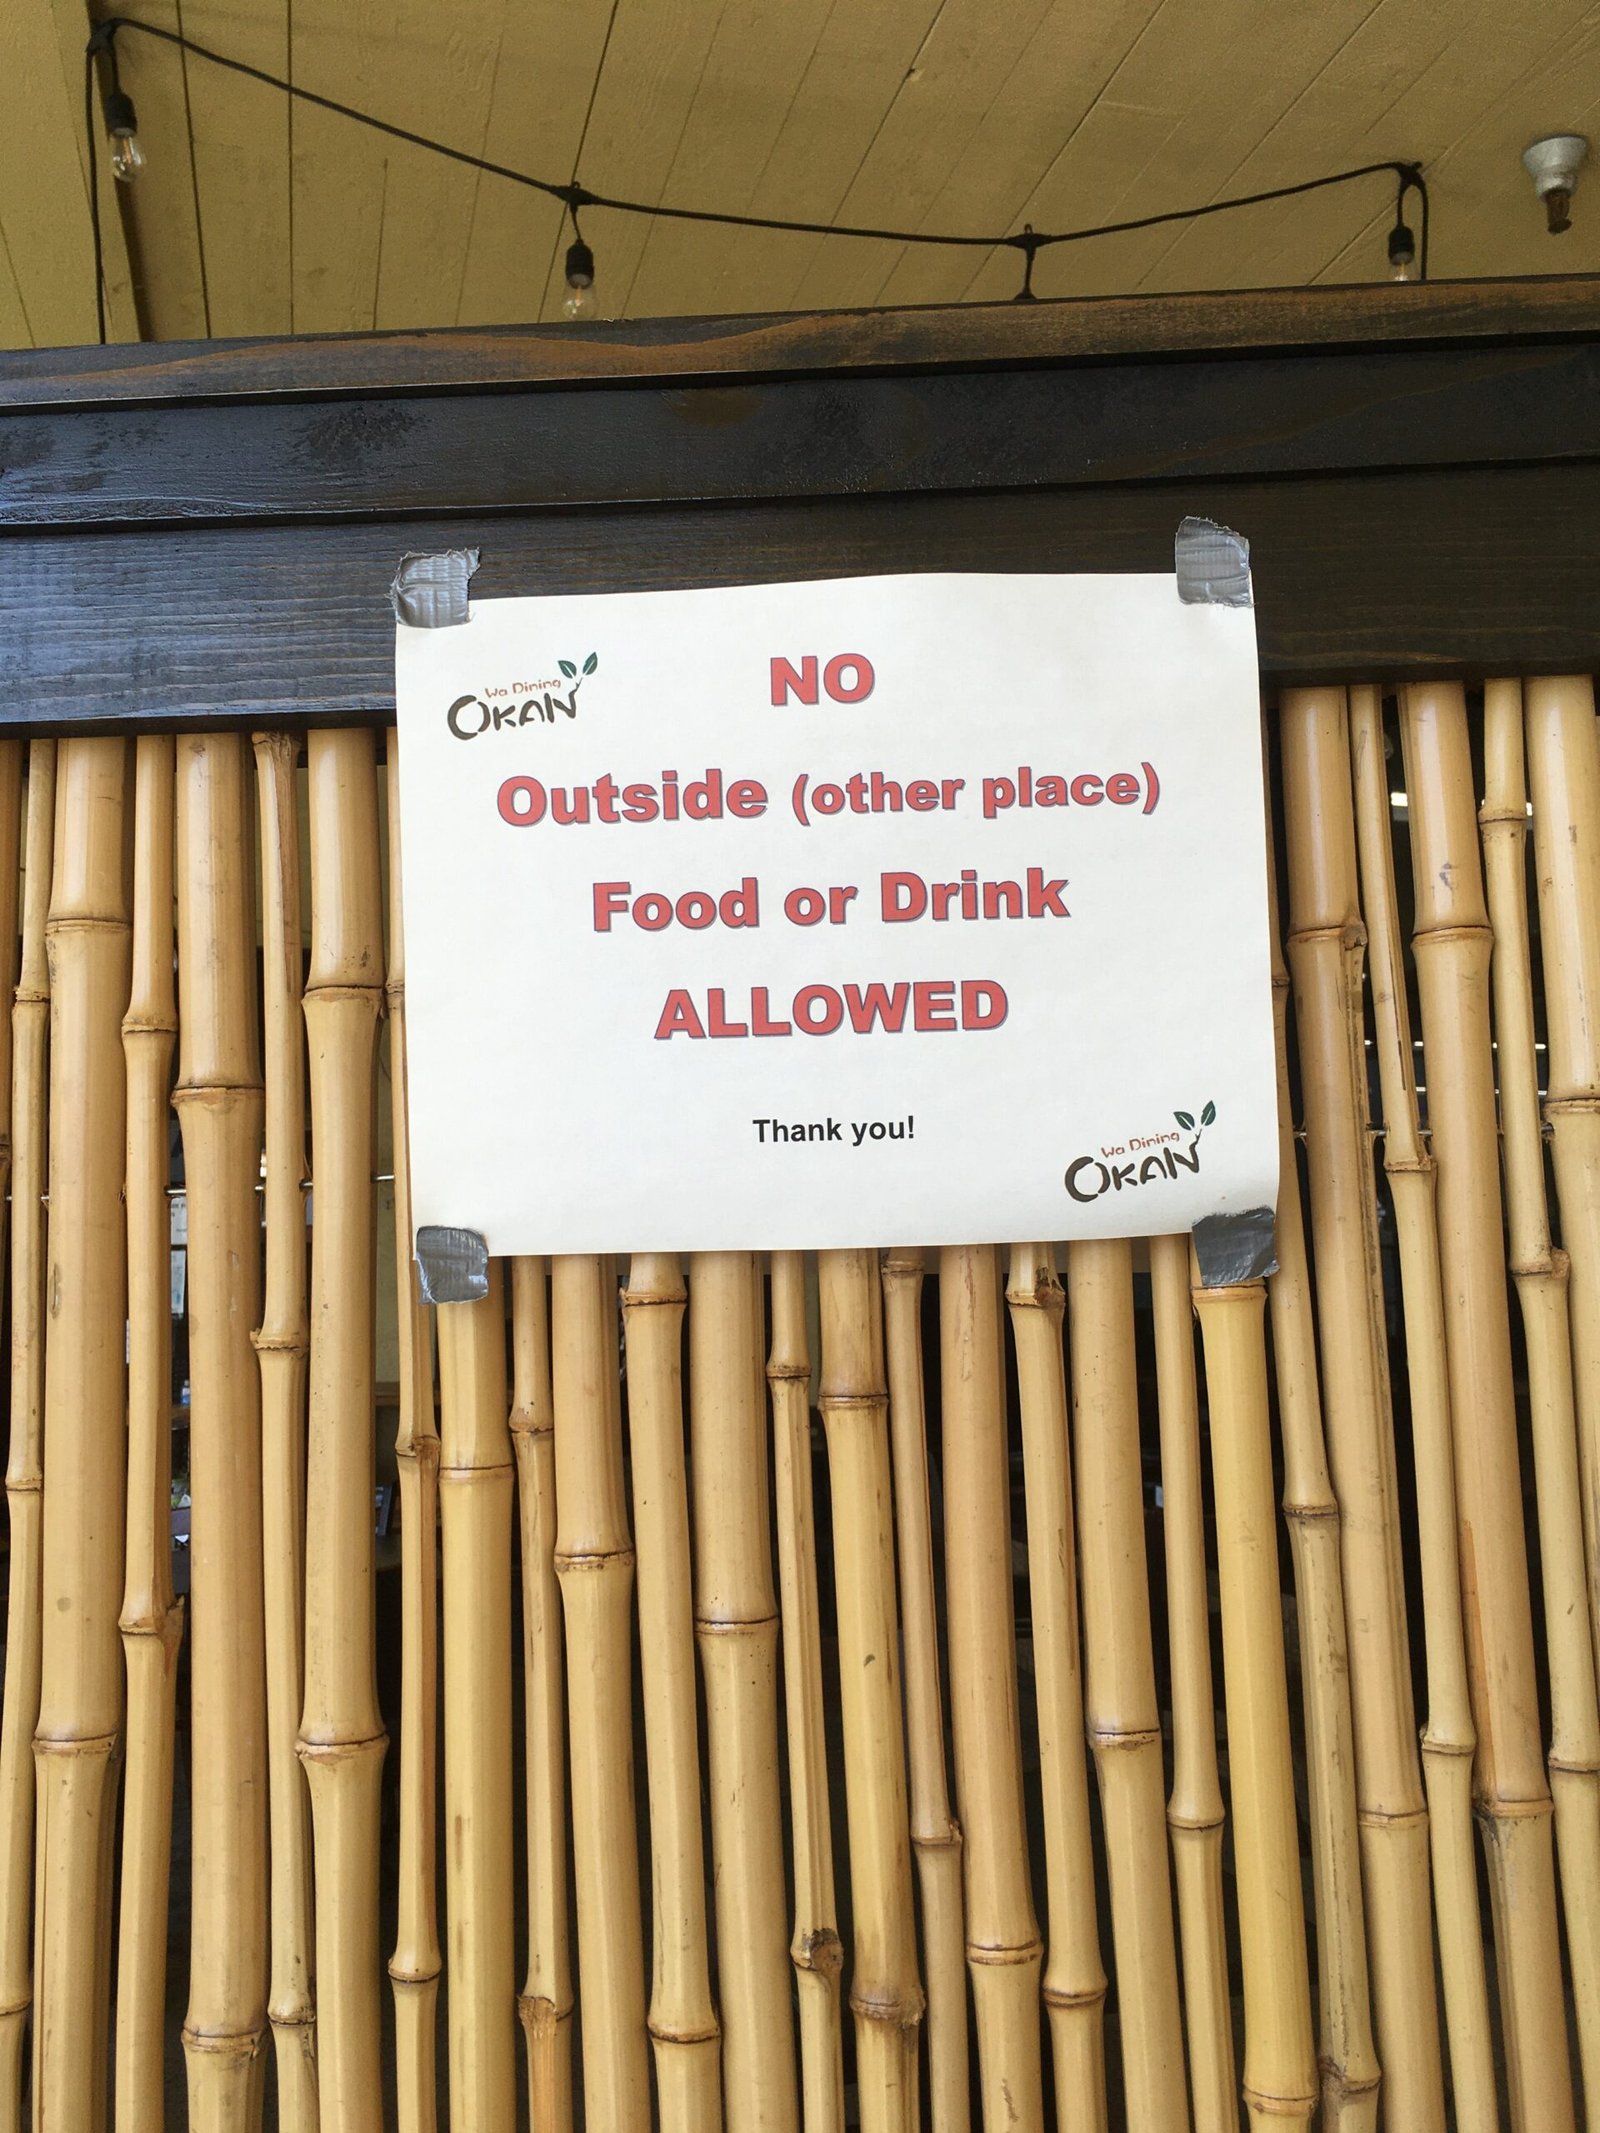 Wa Dining
OKAN
NO
Outside (other place)
Food or Drink
ALLOWED
Thank you!
Wa Dining
OKAN